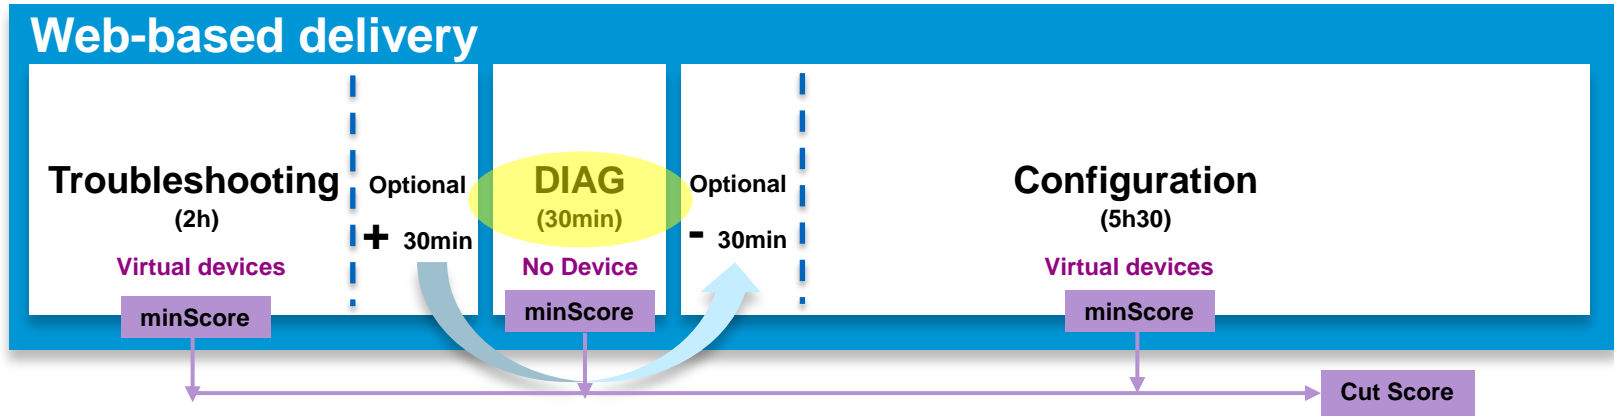 Web-based delivery
Troubleshooting
(2h)
Virtual devices
minScore
Optional
+ 30min
DIAG
(30min)
No Device
minScore
Optional
- 30min
Configuration
(5h30)
Virtual devices
minScore
Cut Score